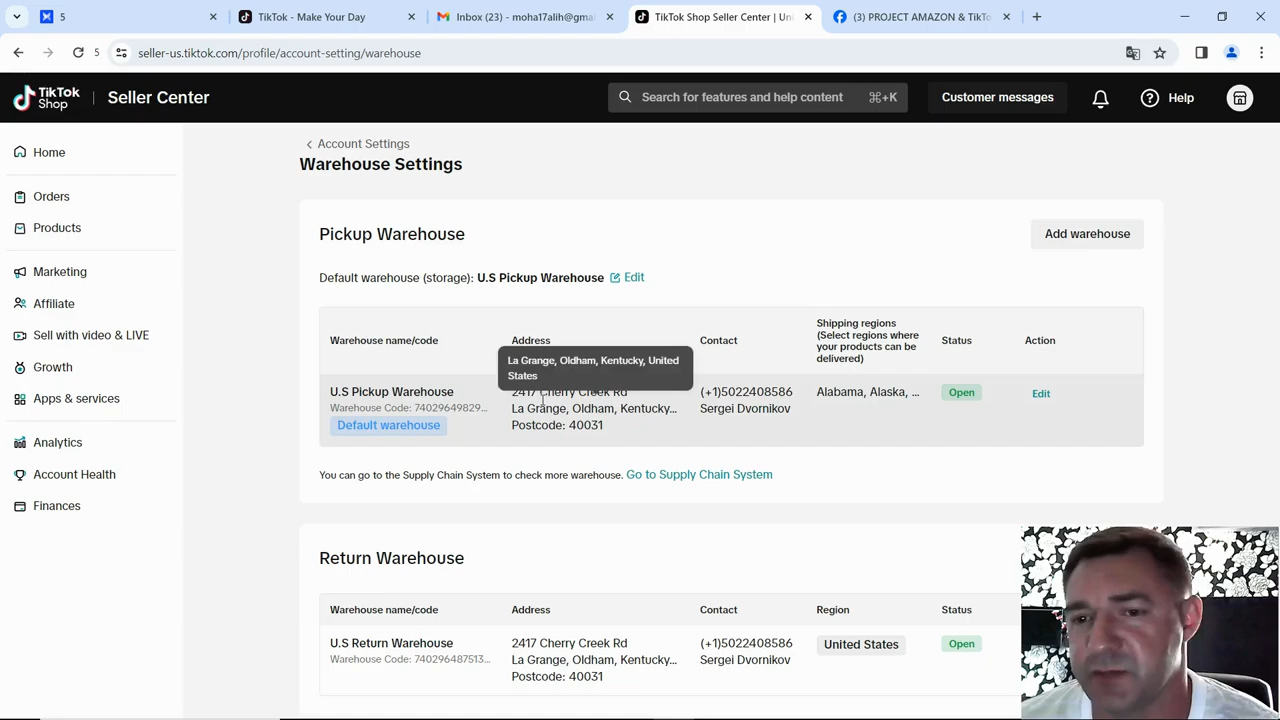 5
TikTok - Make Your Day
Inbox (23) - moha17alih@gmai
TikTok Shop Seller Center | Uni
(3) PROJECT AMAZON & TikTo
5
seller-us.tiktok.com/profile/account-setting/warehouse
TikTok
Shop
Seller Center
Search for features and help content ⌘+K
Customer messages
Help
Home
Orders
Products
Marketing
Affiliate
Sell with video & LIVE
Growth
Apps & services
Analytics
Account Health
Finances
Account Settings
Warehouse Settings
Pickup Warehouse
Add warehouse
Default warehouse (storage): U.S Pickup Warehouse Edit
Warehouse name/code
Address
Contact
Shipping regions
(Select regions where
your products can be
delivered)
Status
Action
La Grange, Oldham, Kentucky, United
States
U.S Pickup Warehouse
Warehouse Code: 74029649829...
Default warehouse
2417 Cherry Creek Rd
La Grange, Oldham, Kentucky...
Postcode: 40031
(+1)5022408586
Sergei Dvornikov
Alabama, Alaska, ...
Open
Edit
You can go to the Supply Chain System to check more warehouse. Go to Supply Chain System
Return Warehouse
Warehouse name/code
Address
Contact
Region
Status
U.S Return Warehouse
Warehouse Code: 740296487513...
2417 Cherry Creek Rd
La Grange, Oldham, Kentucky...
Postcode: 40031
(+1)5022408586
Sergei Dvornikov
United States
Open